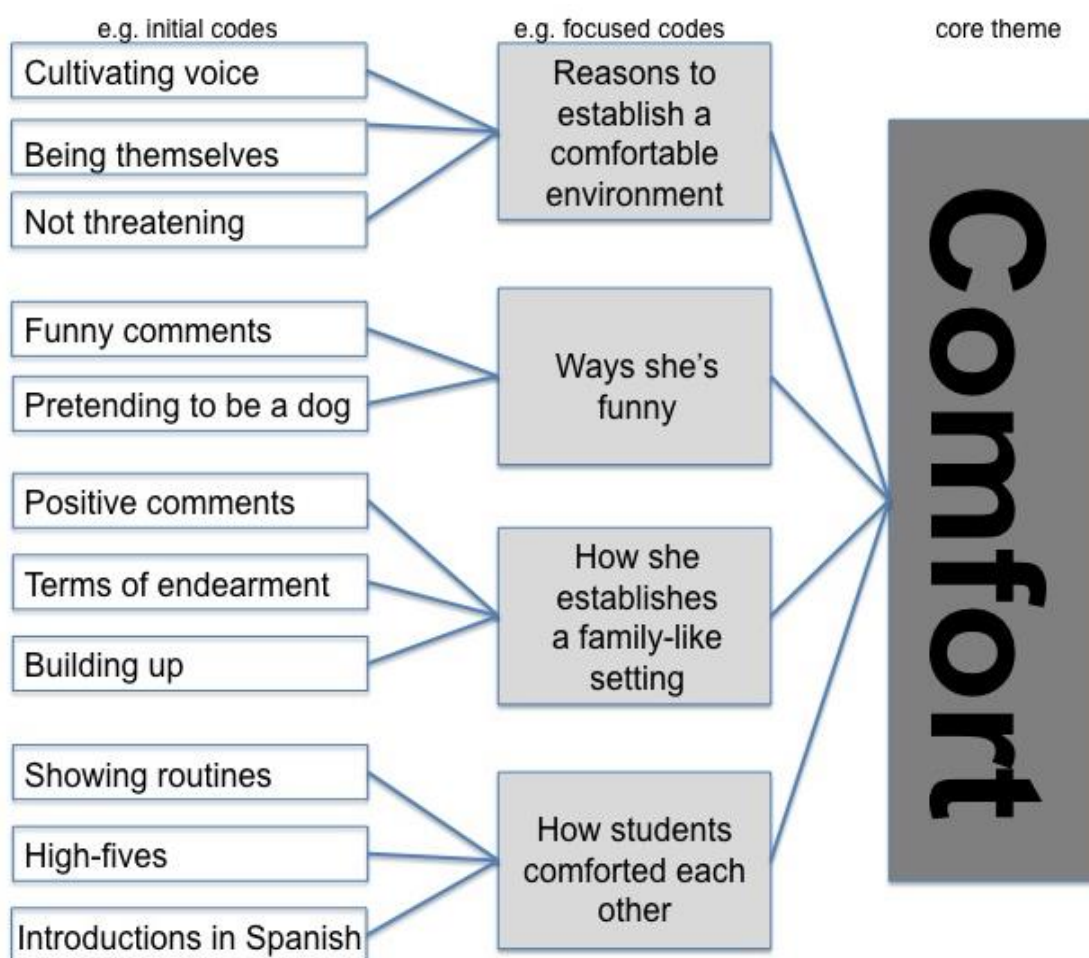 e.g. initial codes
e.g. focused codes
core theme
Cultivating voice
Being themselves
Not threatening
Reasons to
establish a
comfortable
environment
Funny comments
Pretending to be a dog
Ways she’s
funny
Positive comments
Terms of endearment
Building up
How she
establishes
a family-like
setting
Showing routines
High-fives
Introductions in Spanish
How students
comforted each
other
Comfort